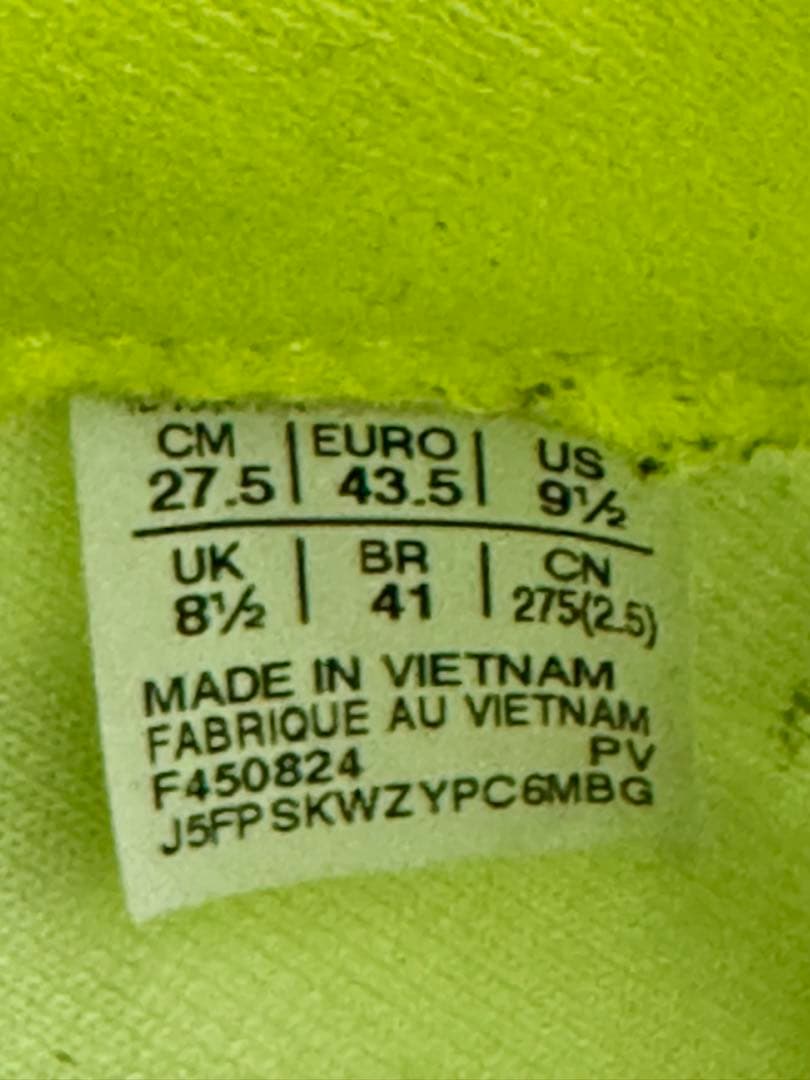 CM | EURO | US
27.5 | 43.5 | 9½
UK | BR | CN
8½ | 41 | 275(2.5)
MADE IN VIETNAM
FABRIQUE AU VIETNAM
F450824 PV
J5FPSKWZYPC6MBG